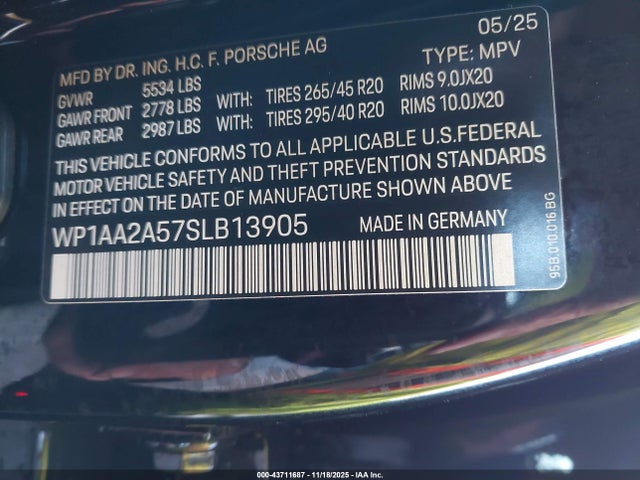 MFD BY DR. ING. H.C. F. PORSCHE AG 05/25
GVWR 5534 LBS TYPE: MPV
GAWR FRONT 2778 LBS WITH: TIRES 265/45 R20 RIMS 9.0JX20
GAWR REAR 2987 LBS WITH: TIRES 295/40 R20 RIMS 10.0JX20
THIS VEHICLE CONFORMS TO ALL APPLICABLE U.S.FEDERAL
MOTOR VEHICLE SAFETY AND THEFT PREVENTION STANDARDS
IN EFFECT ON THE DATE OF MANUFACTURE SHOWN ABOVE
WP1AA2A57SLB13905 MADE IN GERMANY
95B.010.016 BG
000-43711687 - 11/18/2025 - IAA Inc.